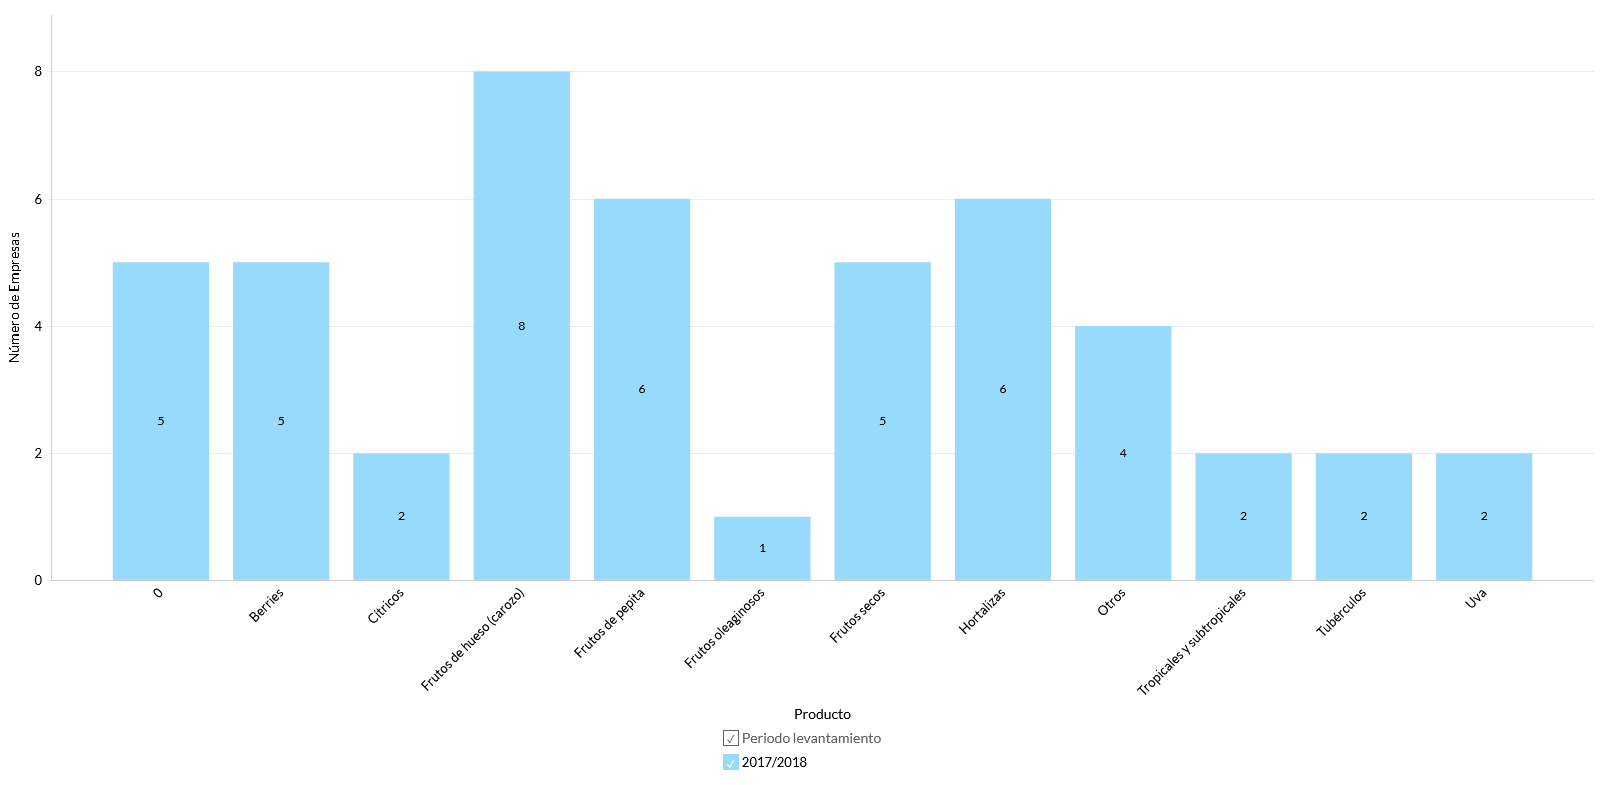 Número de Empresas
8
6
4
2
0
5
5
2
8
6
1
5
6
4
2
2
2
0
Berries
Cítricos
Frutos de hueso (carozo)
Frutos de pepita
Frutos oleaginosos
Frutos secos
Hortalizas
Otros
Tropicales y subtropicales
Tubérculos
Uva
Producto
Periodo levantamiento
2017/2018